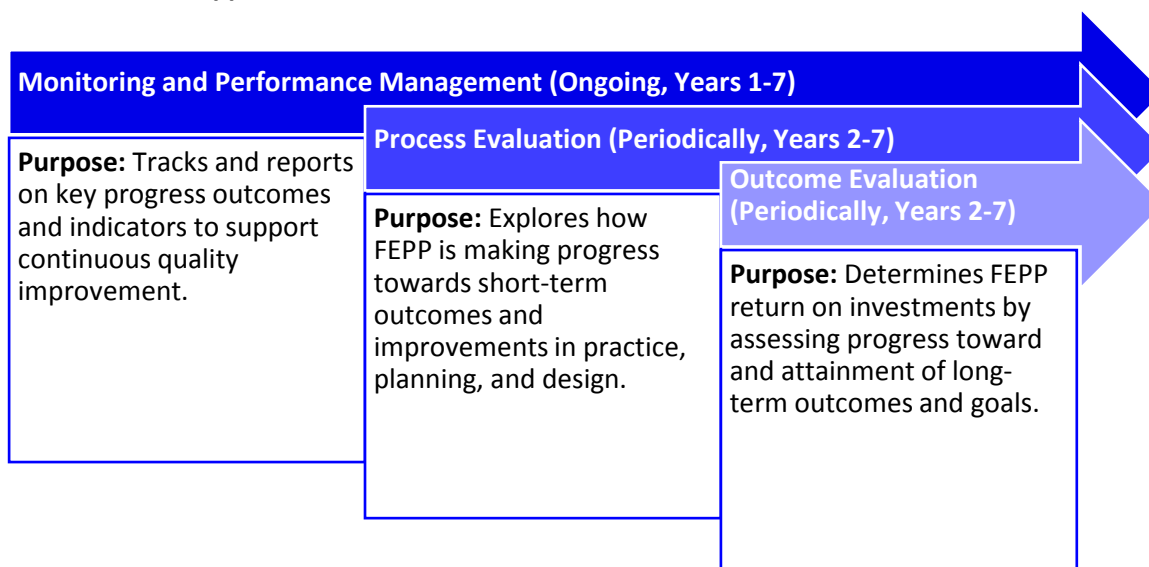 Monitoring and Performance Management (Ongoing, Years 1-7)
Purpose: Tracks and reports
on key progress outcomes
and indicators to support
continuous quality
improvement.
Process Evaluation (Periodically, Years 2-7)
Purpose: Explores how
FEPP is making progress
towards short-term
outcomes and
improvements in practice,
planning, and design.
Outcome Evaluation
(Periodically, Years 2-7)
Purpose: Determines FEPP
return on investments by
assessing progress toward
and attainment of long-
term outcomes and goals.